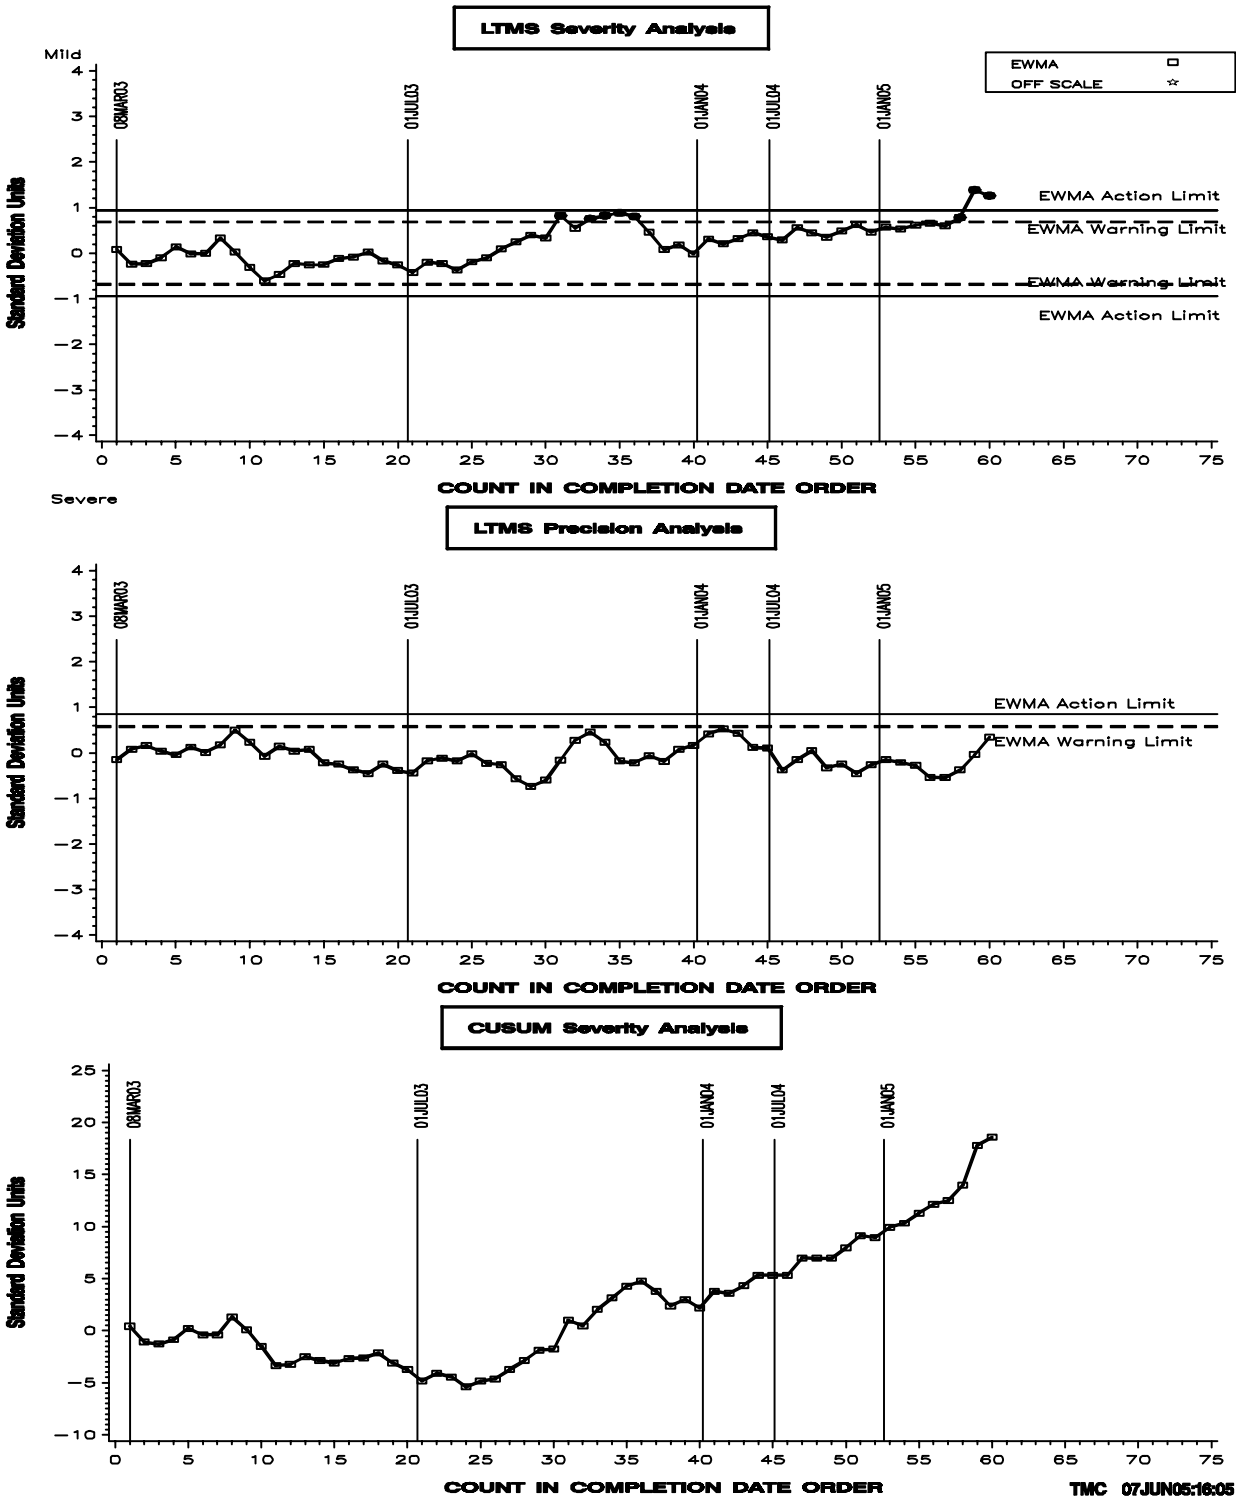 LTMS Severity Analysis
Mild
EWMA
OFF SCALE
08MAR03
01JUL03
01JAN04
01JUL04
01JAN05
4
3
2
1
0
−1
−2
−3
−4
Standard Deviation Units
EWMA Action Limit
EWMA Warning Limit
EWMA Warning Limit
EWMA Action Limit
0 5 10 15 20 25 30 35 40 45 50 55 60 65 70 75
COUNT IN COMPLETION DATE ORDER
Severe
LTMS Precision Analysis
08MAR03
01JUL03
01JAN04
01JUL04
01JAN05
4
3
2
1
0
−1
−2
−3
−4
Standard Deviation Units
EWMA Action Limit
EWMA Warning Limit
0 5 10 15 20 25 30 35 40 45 50 55 60 65 70 75
COUNT IN COMPLETION DATE ORDER
CUSUM Severity Analysis
08MAR03
01JUL03
01JAN04
01JUL04
01JAN05
25
20
15
10
5
0
−5
−10
Standard Deviation Units
0 5 10 15 20 25 30 35 40 45 50 55 60 65 70 75
COUNT IN COMPLETION DATE ORDER
TMC 07JUN05:16:05